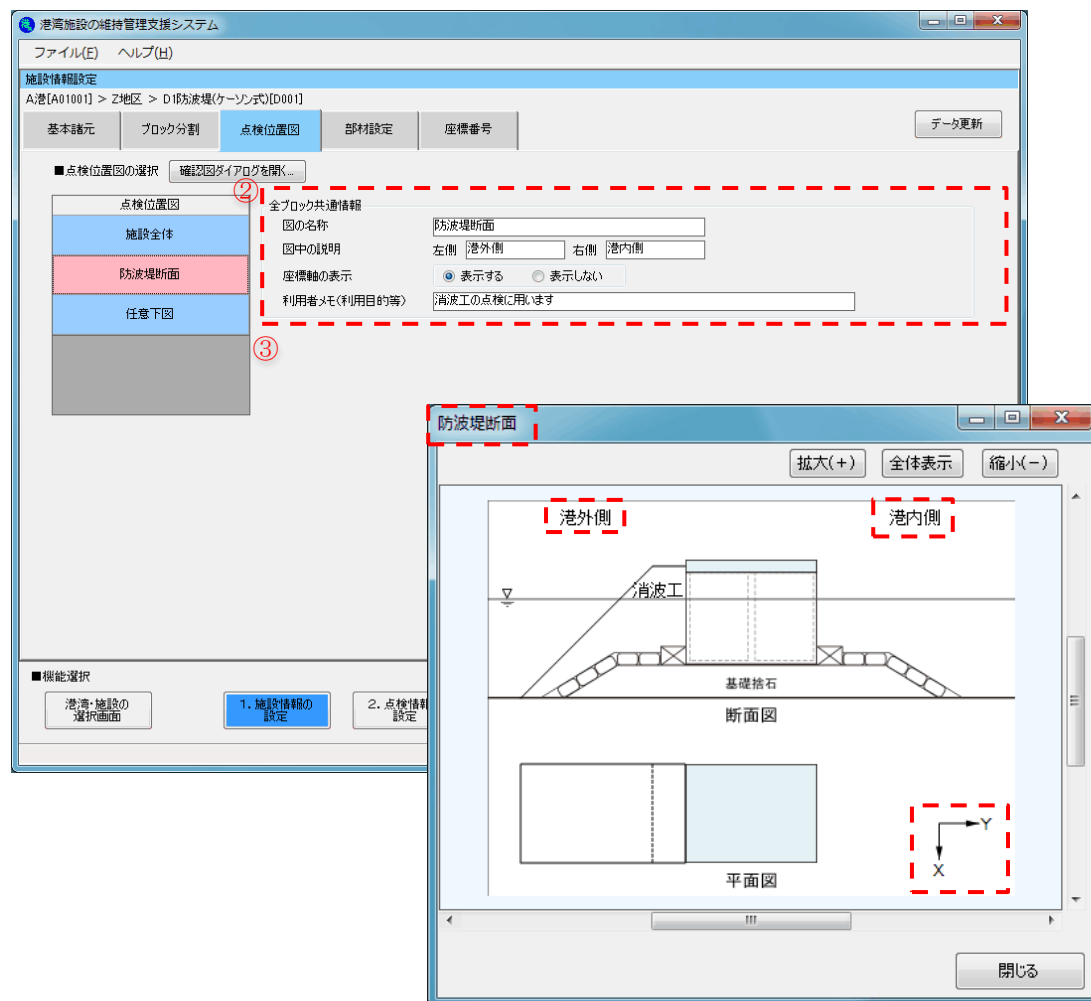 港湾施設の維持管理支援システム
ファイル(F) ヘルプ(H)
施設情報設定
A港[A01001] > Z地区 > D1防波堤(ケーソン式)[D001]
基本諸元 ブロック分割 点検位置図 部材設定 座標番号 データ更新
■点検位置図の選択 確認図ダイアログを開く...
②
点検位置図
施設全体
防波堤断面
任意下図
全ブロック共通情報
図の名称 防波堤断面
図中の説明 左側 港外側 右側 港内側
座標軸の表示 表示する 表示しない
利用者メモ(利用目的等) 消波工の点検に用います
③
防波堤断面
拡大(+) 全体表示 縮小(-)
港外側 港内側
消波工
基礎捨石
断面図
Y
X
平面図
閉じる
■機能選択
港湾・施設の
選択画面
1.施設情報の
設定
2.点検情報
設定